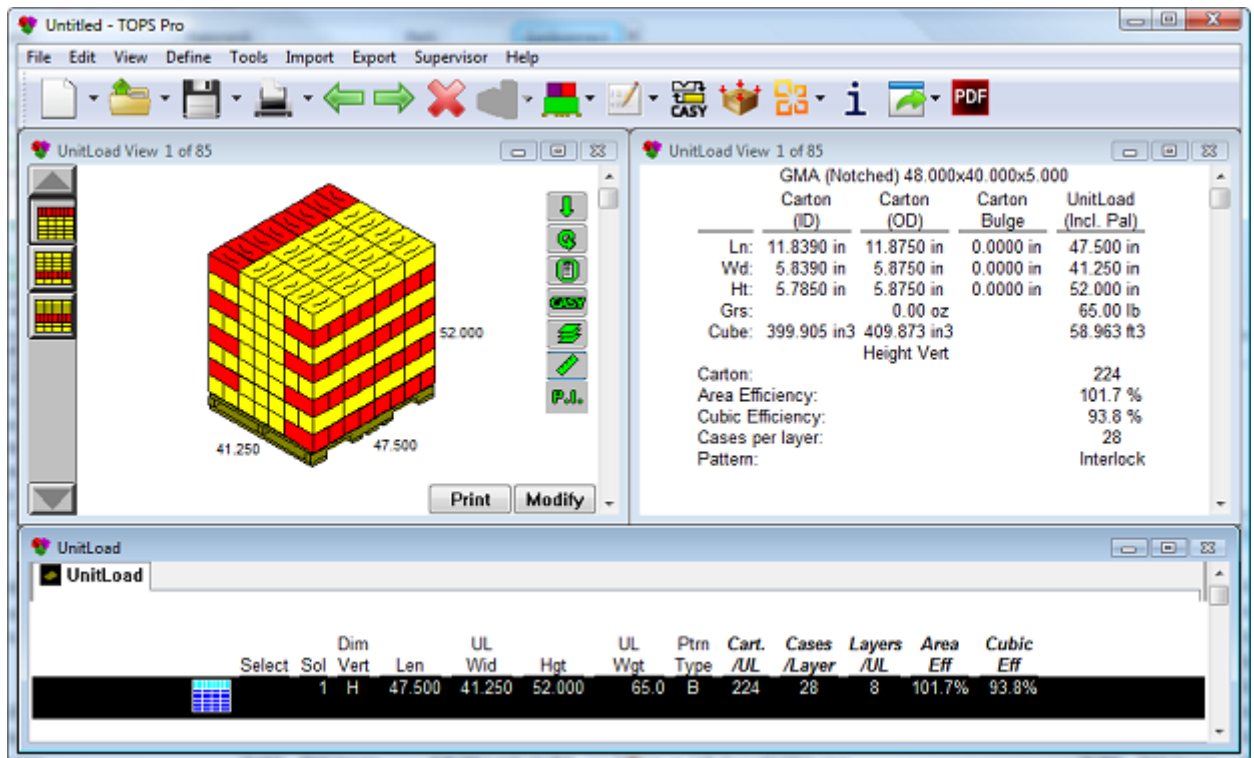 Untitled - TOPS Pro
File Edit View Define Tools Import Export Supervisor Help
CASY
PDF
UnitLoad View 1 of 85
52.000
41.250
47.500
CASY
P.I.
Print Modify
UnitLoad View 1 of 85
GMA (Notched) 48.000x40.000x5.000
Carton Carton Carton UnitLoad
(ID) (OD) Bulge (Incl. Pal)
Ln: 11.8390 in 11.8750 in 0.0000 in 47.500 in
Wd: 5.8390 in 5.8750 in 0.0000 in 41.250 in
Ht: 5.7850 in 5.8750 in 0.0000 in 52.000 in
Grs: 0.00 oz 65.00 lb
Cube: 399.905 in3 409.873 in3 58.963 ft3
Height Vert
Carton: 224
Area Efficiency: 101.7 %
Cubic Efficiency: 93.8 %
Cases per layer: 28
Pattern: Interlock
UnitLoad
UnitLoad
Dim UL UL Ptrn Cart. Cases Layers Area Cubic
Select Sol Vert Len Wid Hgt Wgt Type /UL /Layer /UL Eff Eff
1 H 47.500 41.250 52.000 65.0 B 224 28 8 101.7% 93.8%